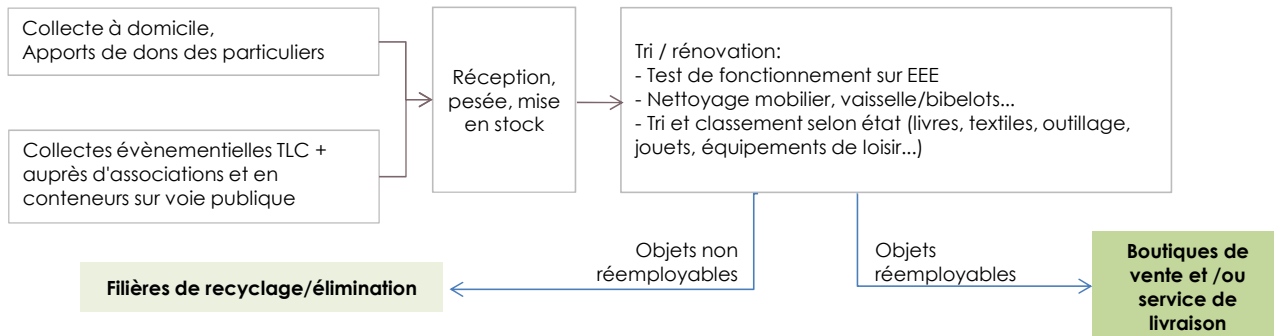 Collecte à domicile,
Apports de dons des particuliers
Collectes évènementielles TLC +
auprès d'associations et en
conteneurs sur voie publique
Réception,
pesée, mise
en stock
Tri / rénovation:
- Test de fonctionnement sur EEE
- Nettoyage mobilier, vaisselle/bibelots...
- Tri et classement selon état (livres, textiles, outillage,
jouets, équipements de loisir...)
Objets non
réemployables
Objets
réemployables
Filières de recyclage/élimination
Boutiques de
vente et /ou
service de
livraison